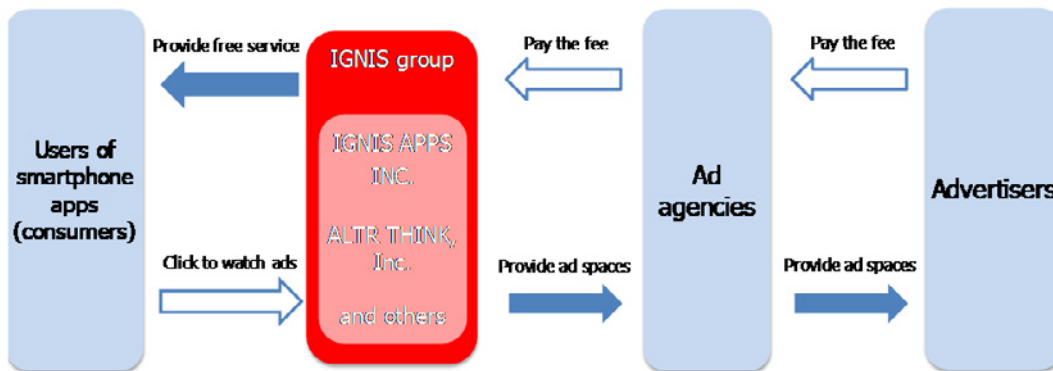 Provide free service
IGNIS group
Pay the fee
Pay the fee
Users of
smartphone
apps
(consumers)
IGNIS APPS
INC.
ALTR THINK,
Inc.
and others
Ad
agencies
Advertisers
Click to watch ads
Provide ad spaces
Provide ad spaces